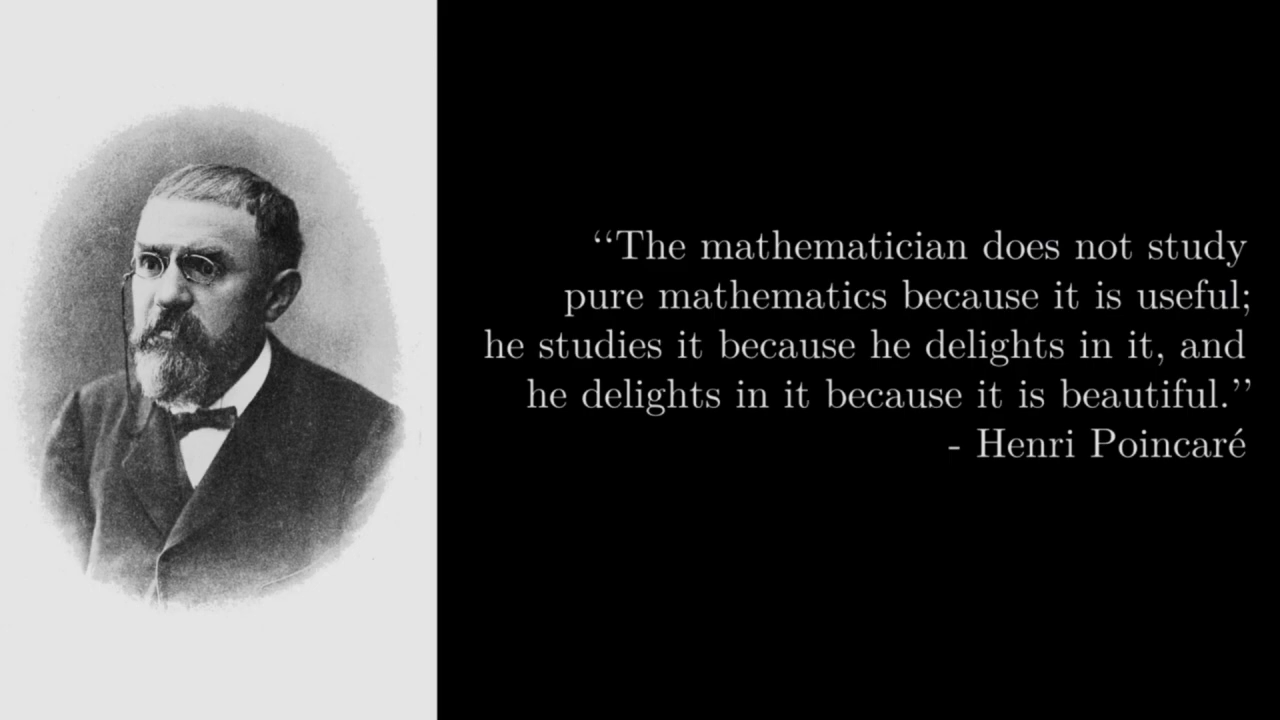 “The mathematician does not study
pure mathematics because it is useful;
he studies it because he delights in it, and
he delights in it because it is beautiful.”
- Henri Poincaré